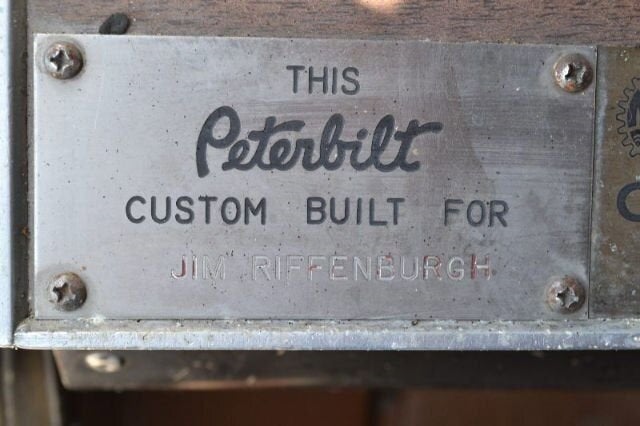 THIS
Peterbilt
CUSTOM BUILT FOR
JIM RIFFENBURGH